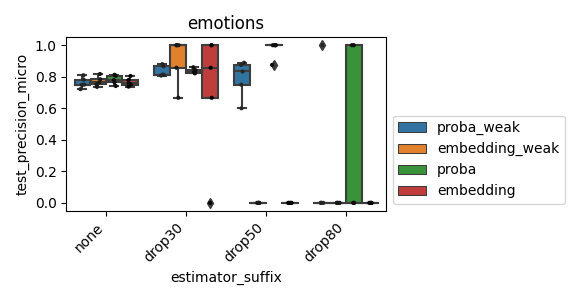 emotions
test_precision_micro
1.0
0.8
0.6
0.4
0.2
0.0
none
drop30
drop50
drop80
estimator_suffix
proba_weak
embedding_weak
proba
embedding